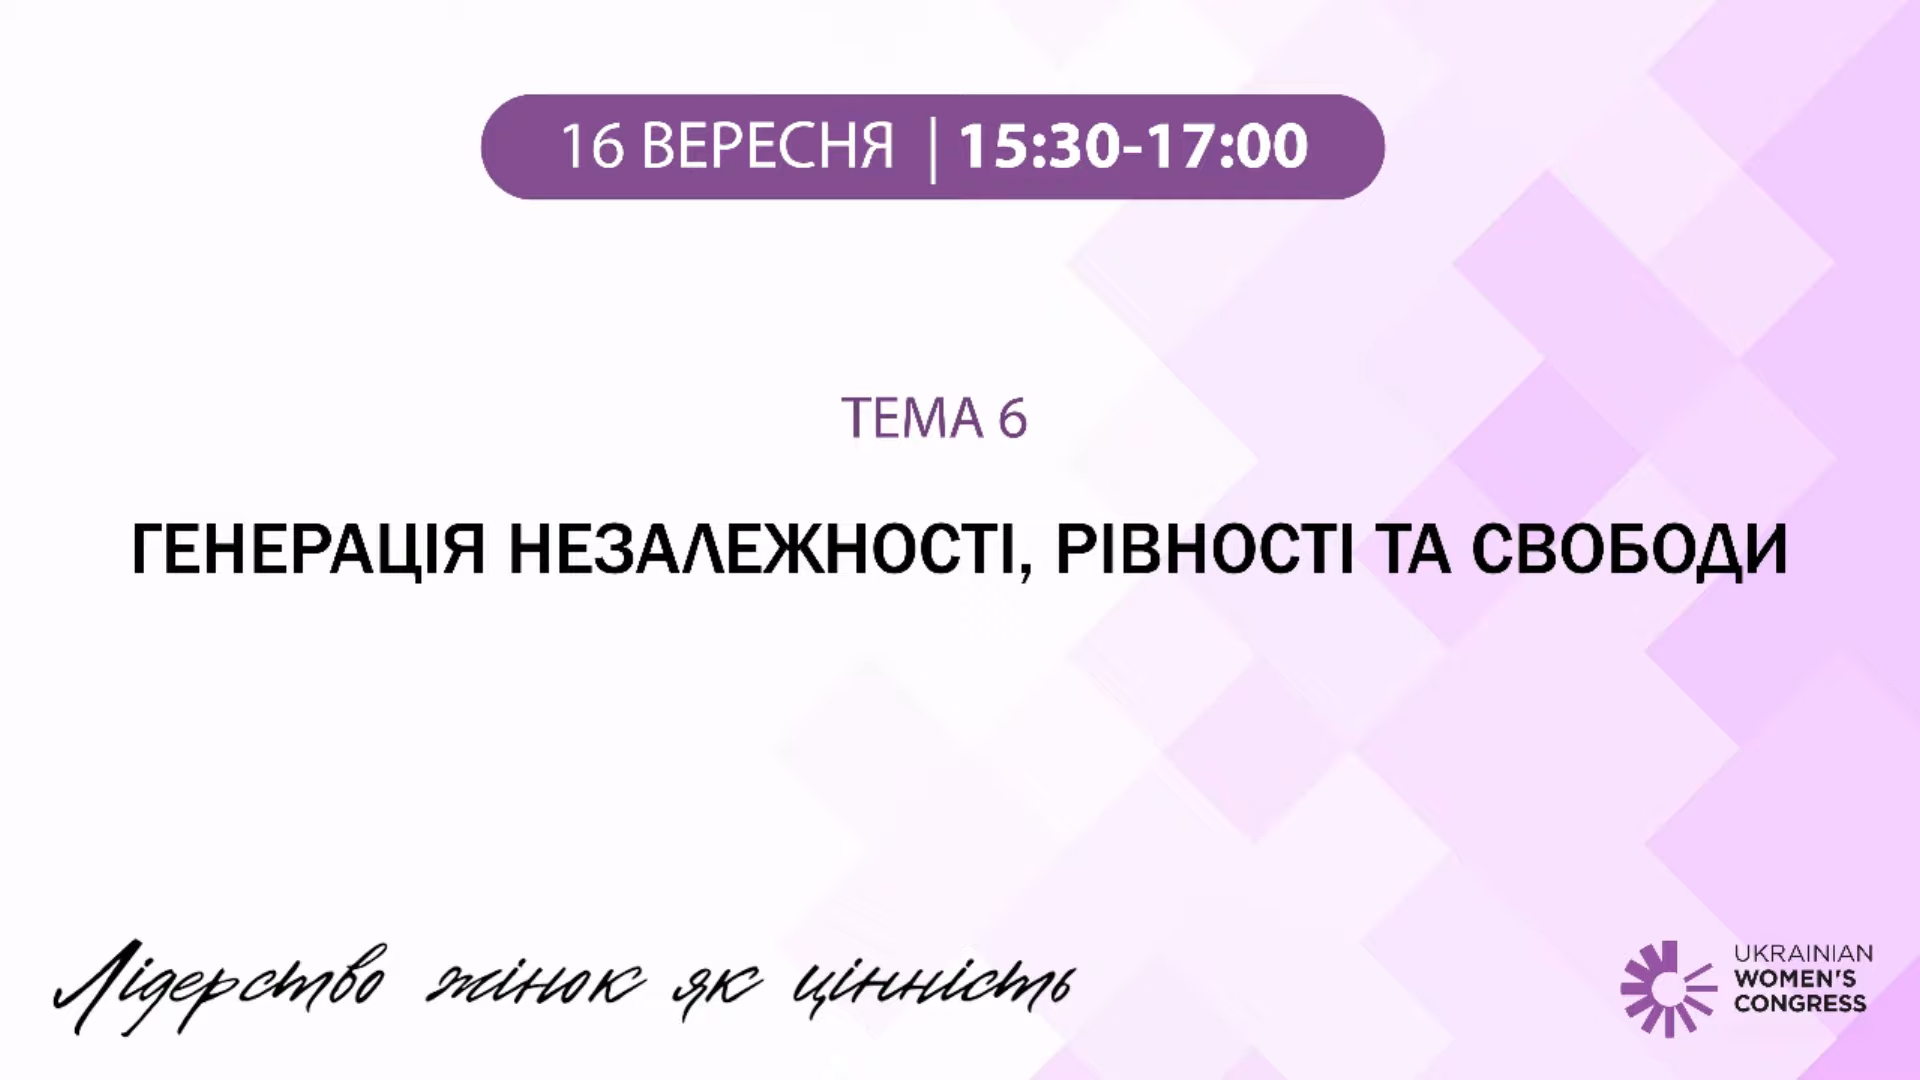 16 ВЕРЕСНЯ | 15:30-17:00
ТЕМА 6
ГЕНЕРАЦІЯ НЕЗАЛЕЖНОСТІ, РІВНОСТІ ТА СВОБОДИ
Лідерство жінок як цінність
UKRAINIAN
WOMEN'S
CONGRESS